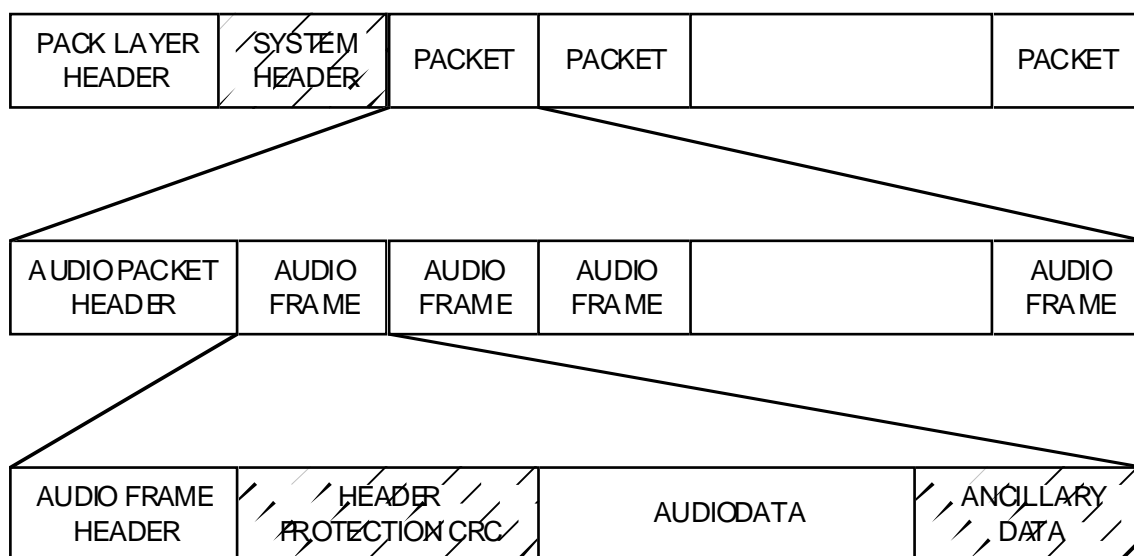 PACK LAYER
HEADER
SYSTEM
HEADER
PACKET
PACKET
PACKET
AUDIO PACKET
HEADER
AUDIO
FRAME
AUDIO
FRAME
AUDIO
FRAME
AUDIO
FRAME
AUDIO FRAME
HEADER
HEADER
PROTECTION CRC
AUDIO DATA
ANCILLARY
DATA